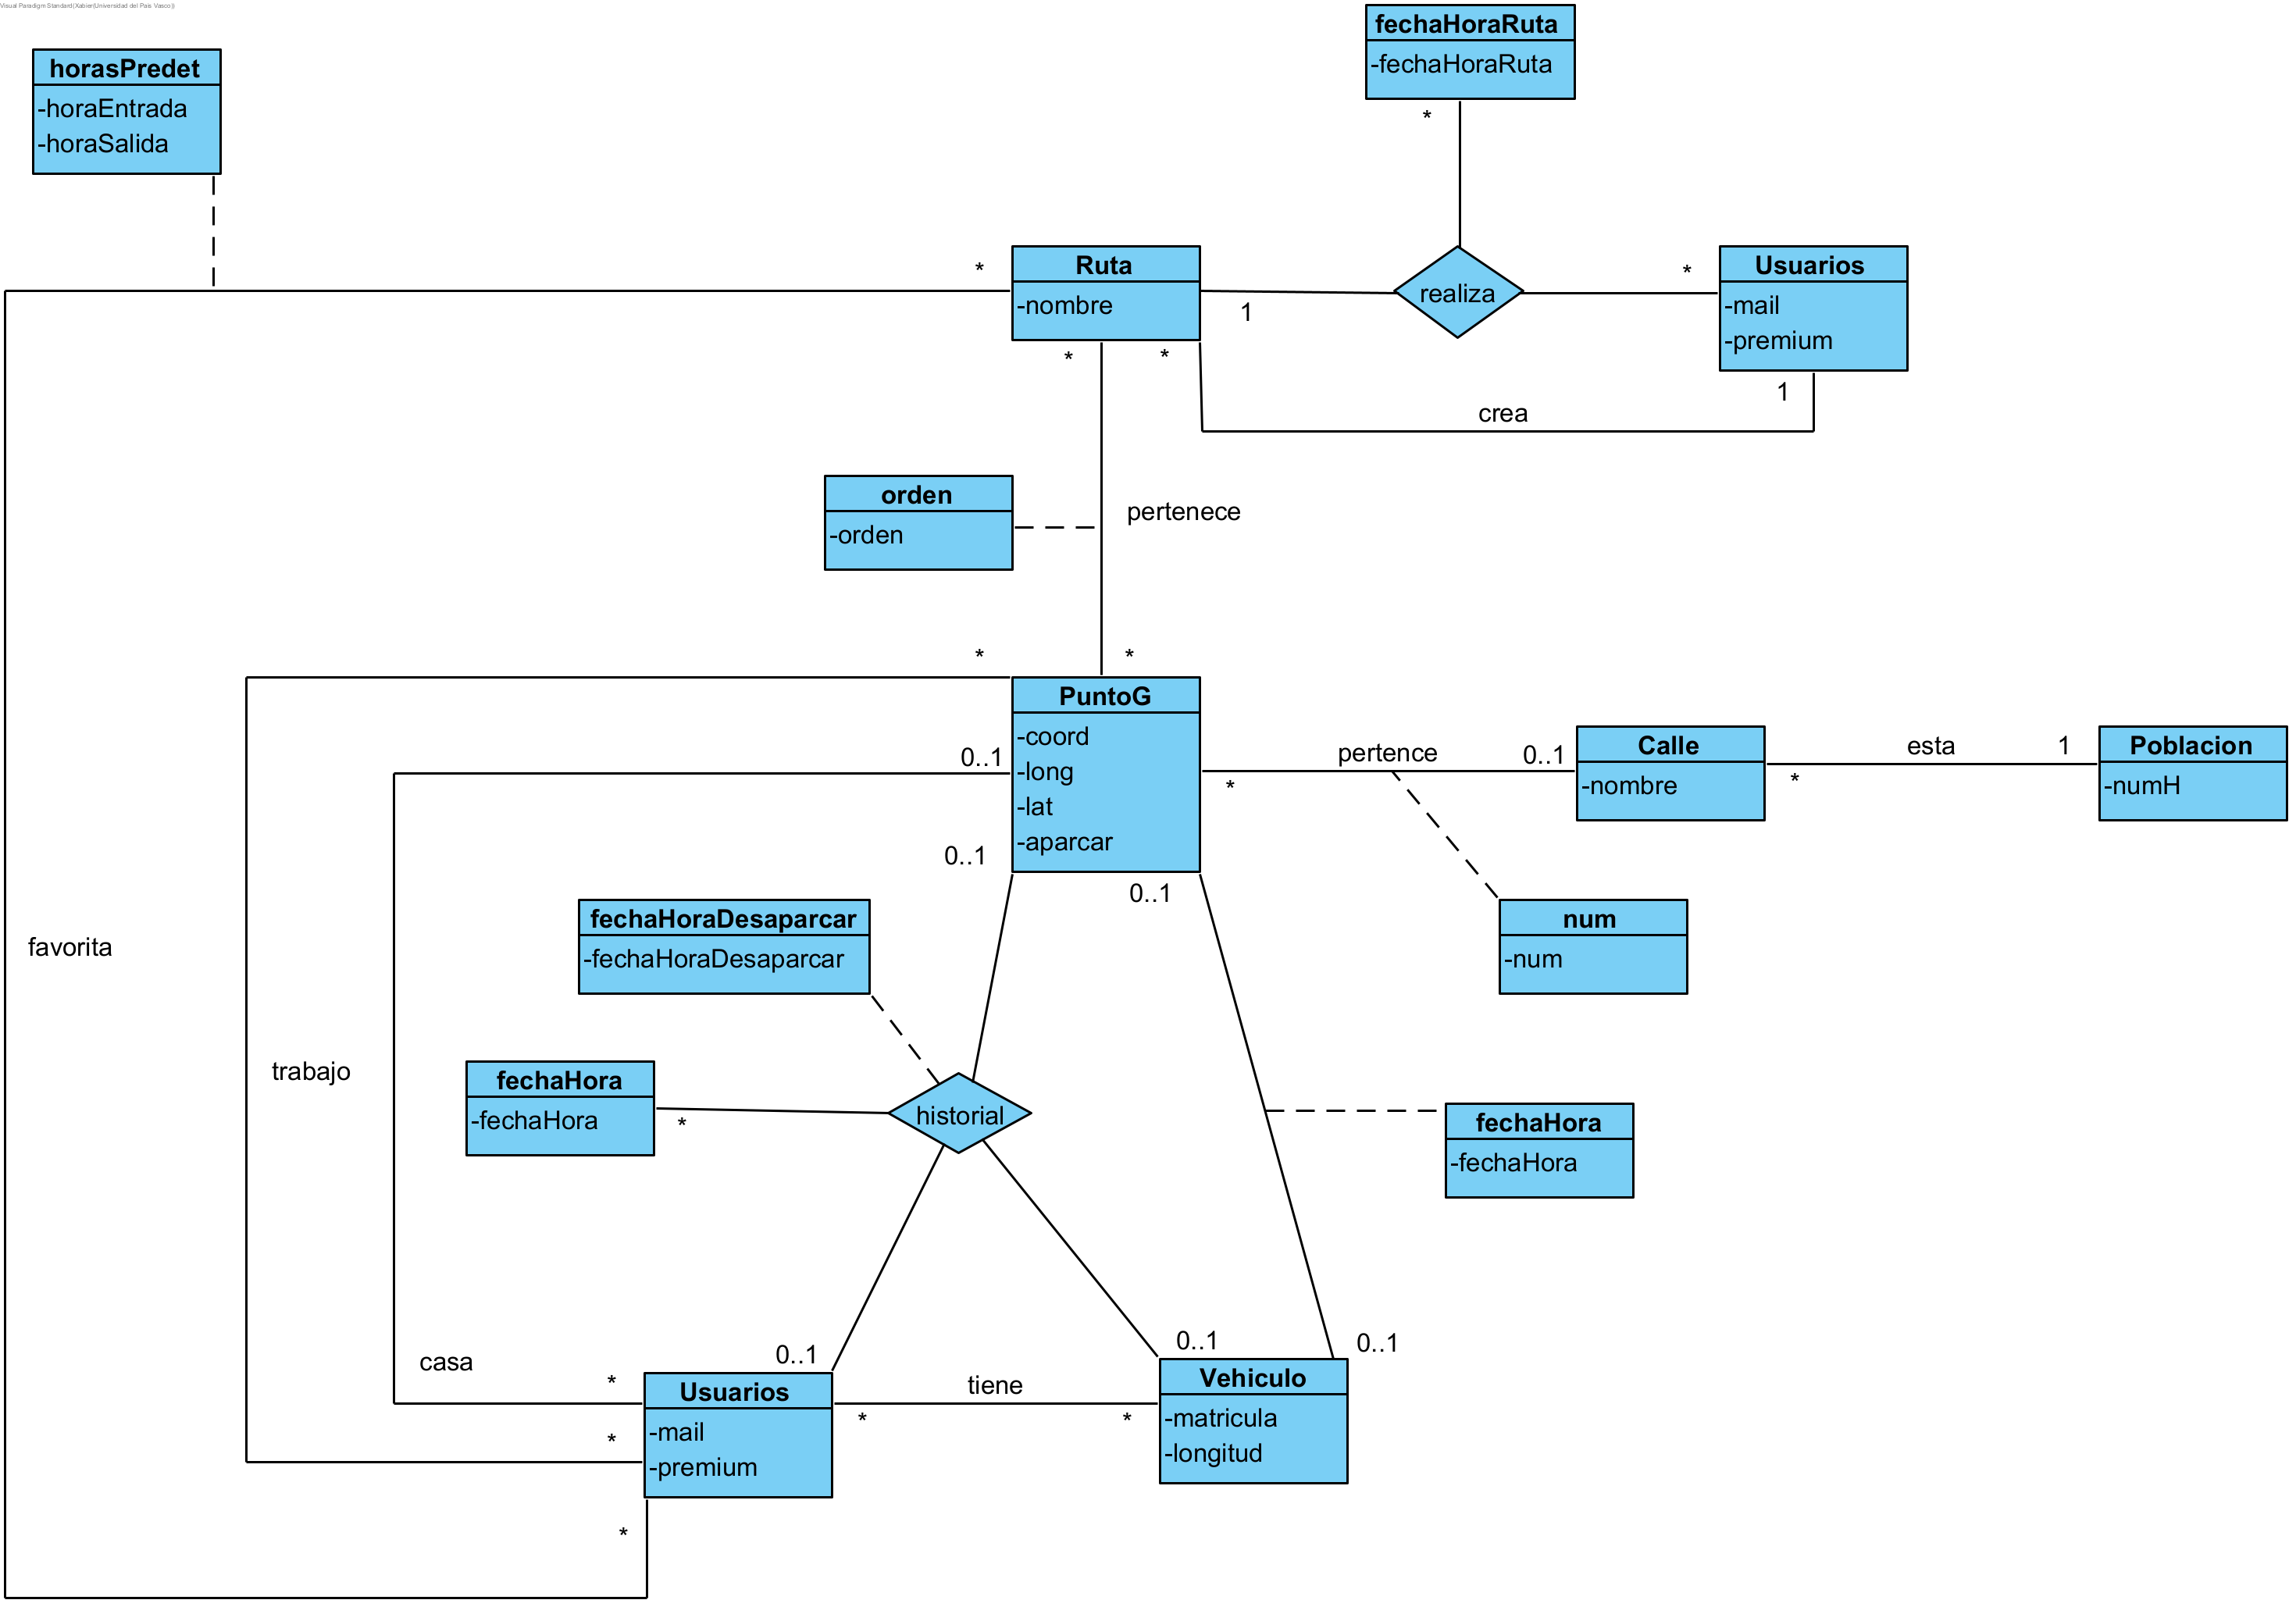 Visual Paradigm Standard(Xabier(Universidad del Pais Vasco))
fechaHoraRuta
-fechaHoraRuta
*
horasPredet
-horaEntrada
-horaSalida
*
Ruta
-nombre
1
realiza
*
Usuarios
-mail
-premium
*
*
1
crea
orden
-orden
pertenece
*
*
PuntoG
-coord
-long
-lat
-aparcar
0..1
0..1
0..1
*
pertence
0..1
Calle
-nombre
*
esta
1
Poblacion
-numH
num
-num
fechaHoraDesaparcar
-fechaHoraDesaparcar
favorita
trabajo
fechaHora
-fechaHora
*
historial
fechaHora
-fechaHora
casa
*
*
*
0..1
Usuarios
-mail
-premium
*
tiene
*
0..1
0..1
Vehiculo
-matricula
-longitud